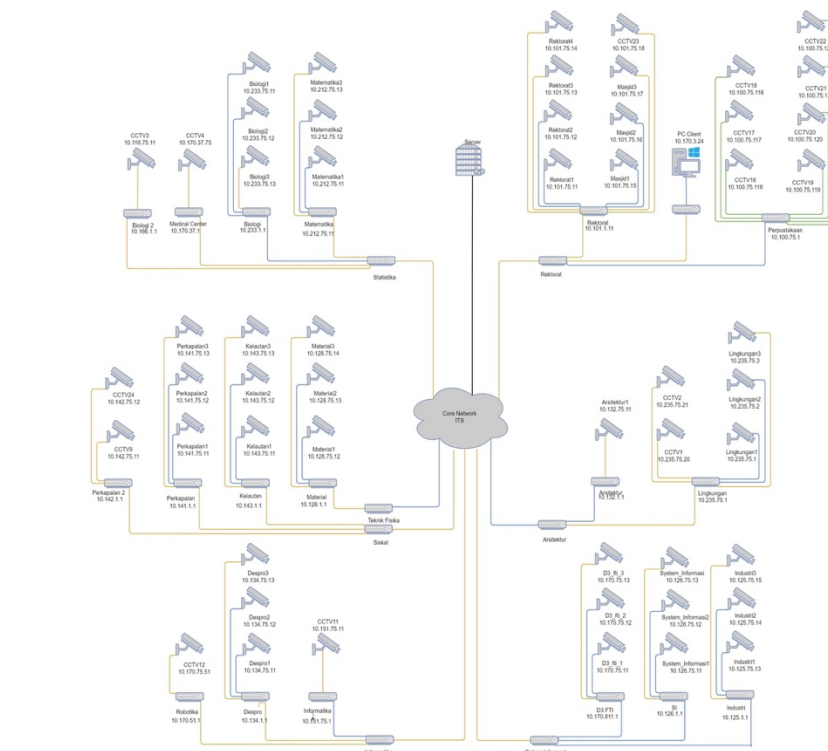 Rektorat4
10.101.75.14
CCTV23
10.101.75.18
CCTV22
Biologi1
10.233.75.11
Matematika3
10.212.75.13
Rektorat3
10.101.75.13
Masjid3
10.101.75.17
CCTV18
10.100.75.118
CCTV21
CCTV3
10.116.75.11
CCTV4
10.170.37.75
Biologi2
10.233.75.12
Matematika2
10.212.75.12
Server
Rektorat2
10.101.75.12
Masjid2
10.101.75.16
PC Client
10.170.3.24
CCTV17
10.100.75.117
CCTV20
10.100.75.120
Biologi3
10.233.75.13
Matematika1
10.212.75.11
Rektorat1
10.101.75.11
Masjid1
10.101.75.15
CCTV16
10.100.75.116
CCTV19
10.100.75.119
Biologi 2
10.166.1.1
Medical Center
10.170.37.1
Biologi
10.233.1.1
Matematika
10.212.75.11
Rektorat
10.101.1.11
Perpustakaan
10.100.75.1
Statistika
Rektorat
Perkapalan3
10.141.75.13
Kelautan3
10.143.75.13
Material3
10.128.75.14
Lingkungan3
10.235.75.3
CCTV24
10.142.75.12
Perkapalan2
10.141.75.12
Kelautan2
10.143.75.12
Material2
10.128.75.13
Core Network
ITS
Arsitektur1
10.132.75.11
CCTV2
10.235.75.21
Lingkungan2
10.235.75.2
CCTV9
10.142.75.11
Perkapalan1
10.141.75.11
Kelautan1
10.143.75.11
Material1
10.128.75.12
CCTV1
10.235.75.20
Lingkungan1
10.235.75.1
Perkapalan 2
10.142.1.1
Perkapalan
10.141.1.1
Kelautan
10.143.1.1
Material
10.128.1.1
Arsitektur
10.132.1.1
Lingkungan
10.235.75.1
Teknik Fisika
Siskal
Arsitektur
Despro3
10.134.75.13
D3_fti_3
10.170.75.13
System_Informasi
10.126.75.13
Industri3
10.125.75.15
Despro2
10.134.75.12
CCTV11
10.151.75.11
D3_fti_2
10.170.75.12
System_Informasi2
10.126.75.12
Industri2
10.125.75.14
CCTV12
10.170.75.51
Despro1
10.134.75.11
D3_fti_1
10.170.75.11
System_Informasi1
10.126.75.11
Industri1
10.125.75.13
Robotika
10.170.51.1
Despro
10.134.1.1
Informatika
10.151.75.1
D3 FTI
10.170.811.1
SI
10.126.1.1
Industri
10.125.1.1